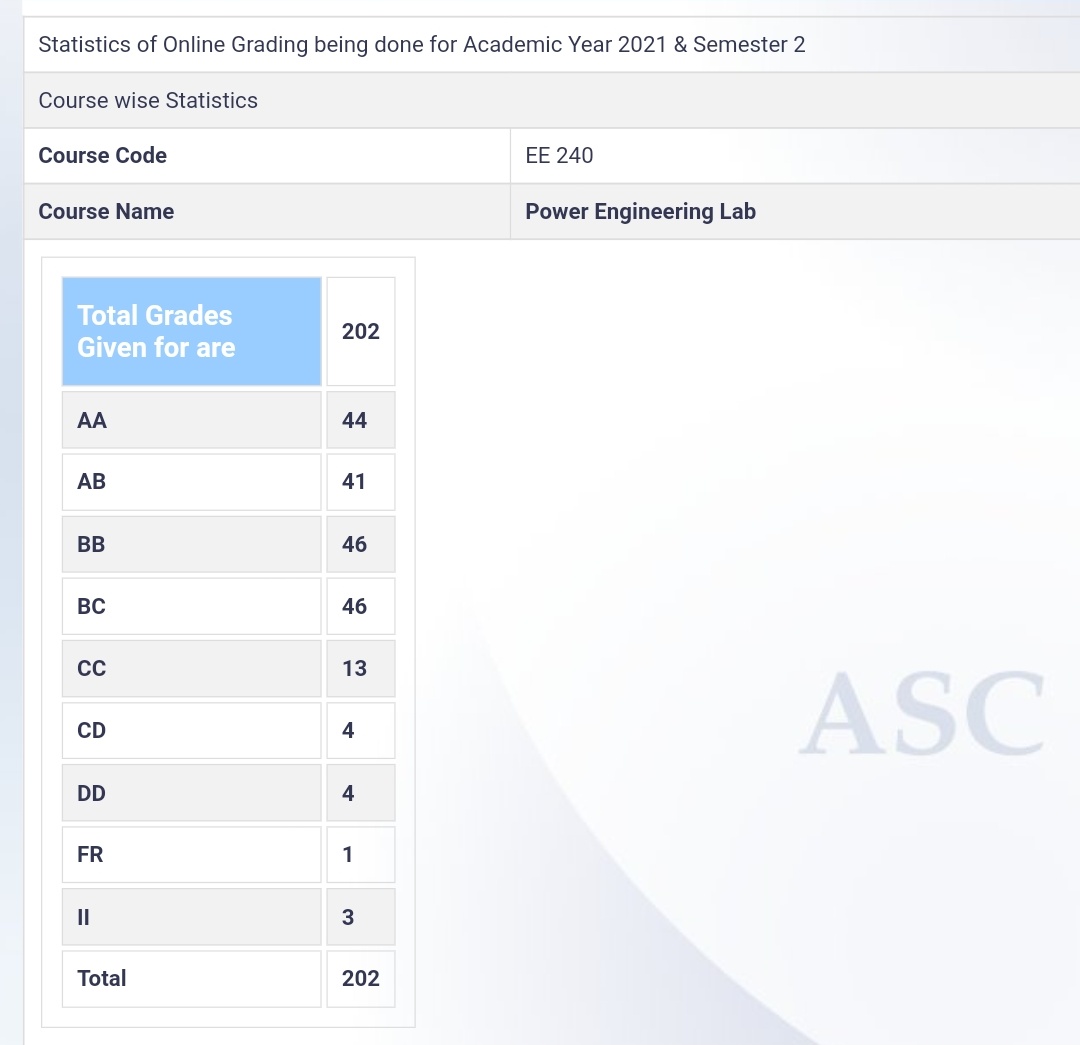 Statistics of Online Grading being done for Academic Year 2021 & Semester 2
Course wise Statistics
Course Code EE 240
Course Name Power Engineering Lab
Total Grades
Given for are 202
AA 44
AB 41
BB 46
BC 46
CC 13
CD 4
DD 4
FR 1
II 3
Total 202
ASC